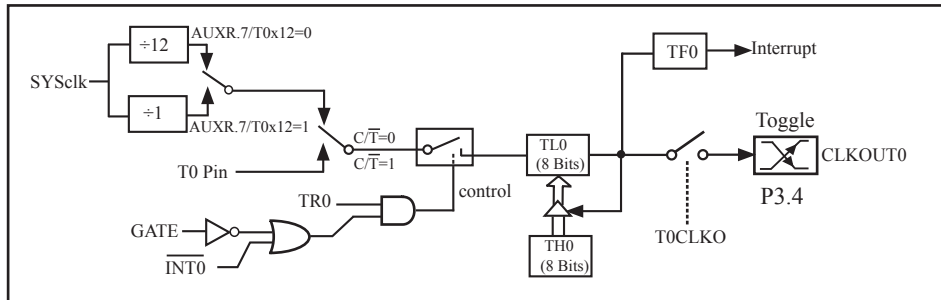 AUXR.7/T0x12=0
÷12
SYSclk
÷1
AUXR.7/T0x12=1
T0 Pin
C/T̅=0
C/T̅=1
control
TR0
GATE
I̅N̅T̅0̅
TL0
(8 Bits)
TH0
(8 Bits)
TF0
Interrupt
Toggle
CLKOUT0
P3.4
T0CLKO